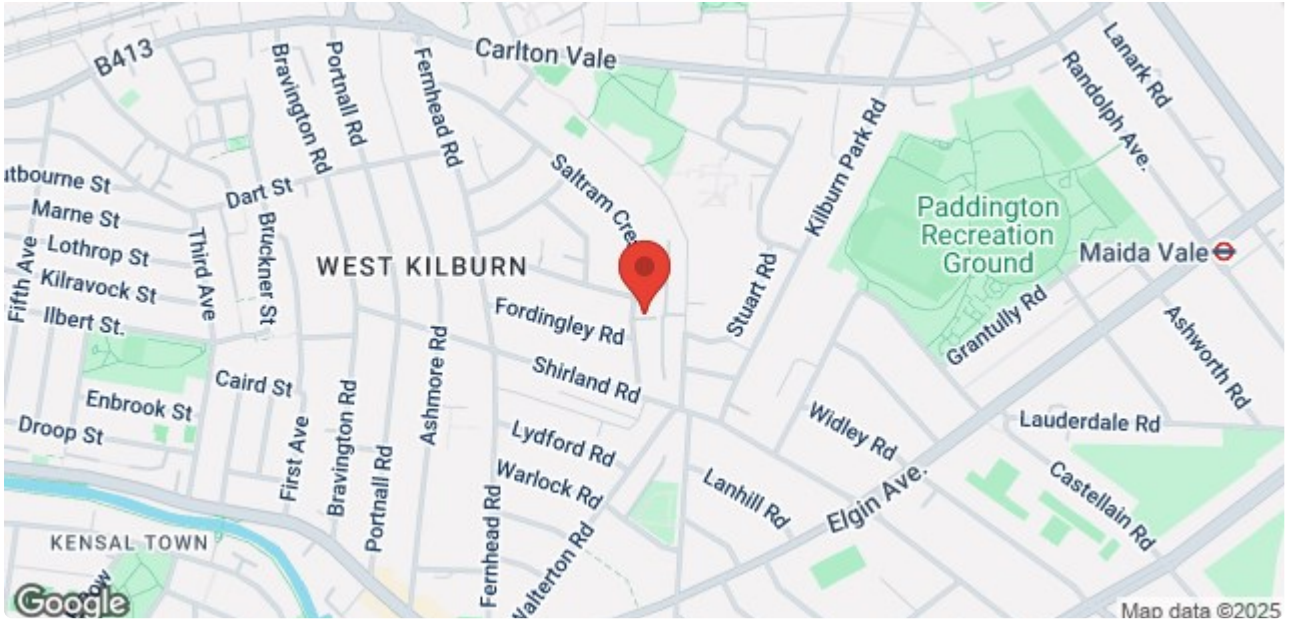 B413
Carlton Vale
Lanark Rd
Randolph Ave.
Bravington Rd
Portnall Rd
Fernhead Rd
Saltram Cres
Kilburn Park Rd
Dart St
Marne St
Lothrop St
Kilravock St
Ilbert St.
Fifth Ave
Third Ave
Bruckner St
WEST KILBURN
Paddington
Recreation
Ground
Maida Vale
Stuart Rd
Fordingley Rd
Grantully Rd
Ashworth Rd
Shirland Rd
Ashmore Rd
Caird St
Enbrook St
Droop St
First Ave
Bravington Rd
Portnall Rd
Lydford Rd
Warlock Rd
Fernhead Rd
Walterton Rd
Widley Rd
Lanhill Rd
Elgin Ave.
Lauderdale Rd
Castellain Rd
KENSAL TOWN
Google
Map data ©2025